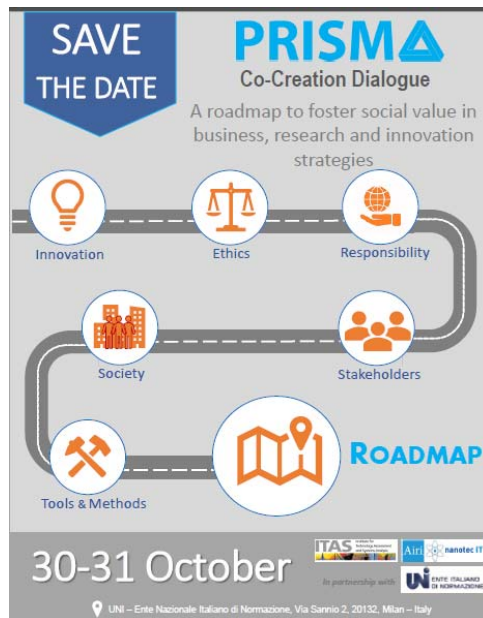 SAVE
THE DATE
PRISMA
Co-Creation Dialogue
A roadmap to foster social value in
business, research and innovation
strategies
Innovation
Ethics
Responsibility
Society
Stakeholders
Tools & Methods
ROADMAP
30-31 October
ITAS
Airi
nanotec IT
In partnership with
UNI
ENTE ITALIANO
DI NORMAZIONE
UNI – Ente Nazionale Italiano di Normazione, Via Sannio 2, 20132, Milan – Italy